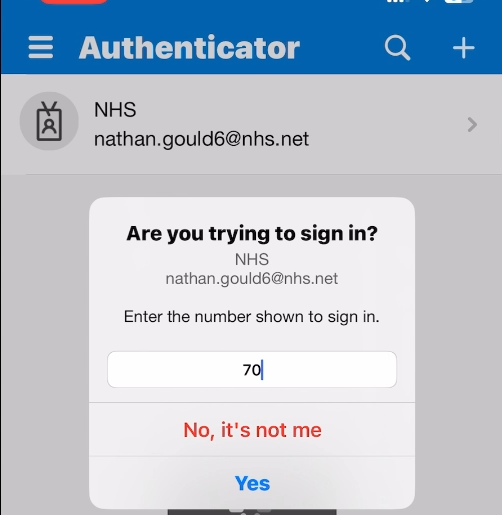 Authenticator
NHS
nathan.gould6@nhs.net
Are you trying to sign in?
NHS
nathan.gould6@nhs.net
Enter the number shown to sign in.
70
No, it's not me
Yes